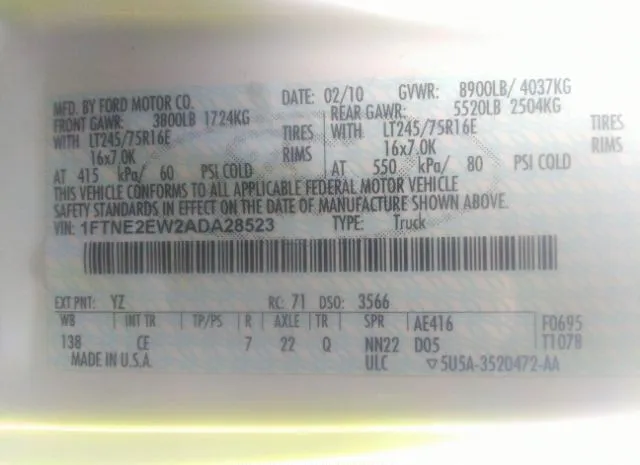 MFD. BY FORD MOTOR CO. DATE: 02/10 GVWR: 8900LB/ 4037KG
FRONT GAWR: 3800LB 1724KG REAR GAWR: 5520LB 2504KG
WITH LT245/75R16E TIRES WITH LT245/75R16E TIRES
16x7.0K RIMS 16x7.0K RIMS
AT 415 kPa/ 60 PSI COLD AT 550 kPa/ 80 PSI COLD
THIS VEHICLE CONFORMS TO ALL APPLICABLE FEDERAL MOTOR VEHICLE
SAFETY STANDARDS IN EFFECT ON THE DATE OF MANUFACTURE SHOWN ABOVE.
VIN: 1FTNE2EW2ADA28523 TYPE: Truck
EXT PNT: YZ RC: 71 DSO: 3566
WB INT TR TP/PS R AXLE TR SPR AE416 F0695
138 CE 7 22 Q NN22 D05 T1078
MADE IN U.S.A. ULC ▽5U5A-3520472-AA